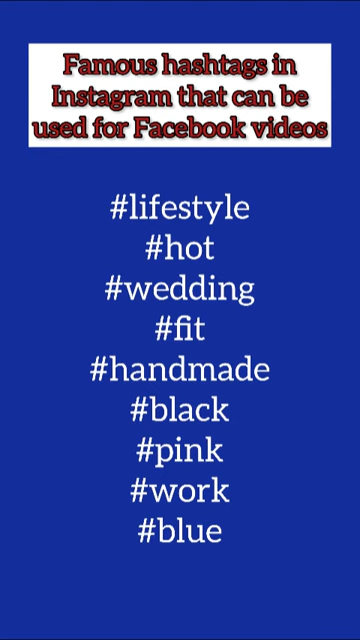 Famous hashtags in
Instagram that can be
used for Facebook videos
#lifestyle
#hot
#wedding
#fit
#handmade
#black
#pink
#work
#blue